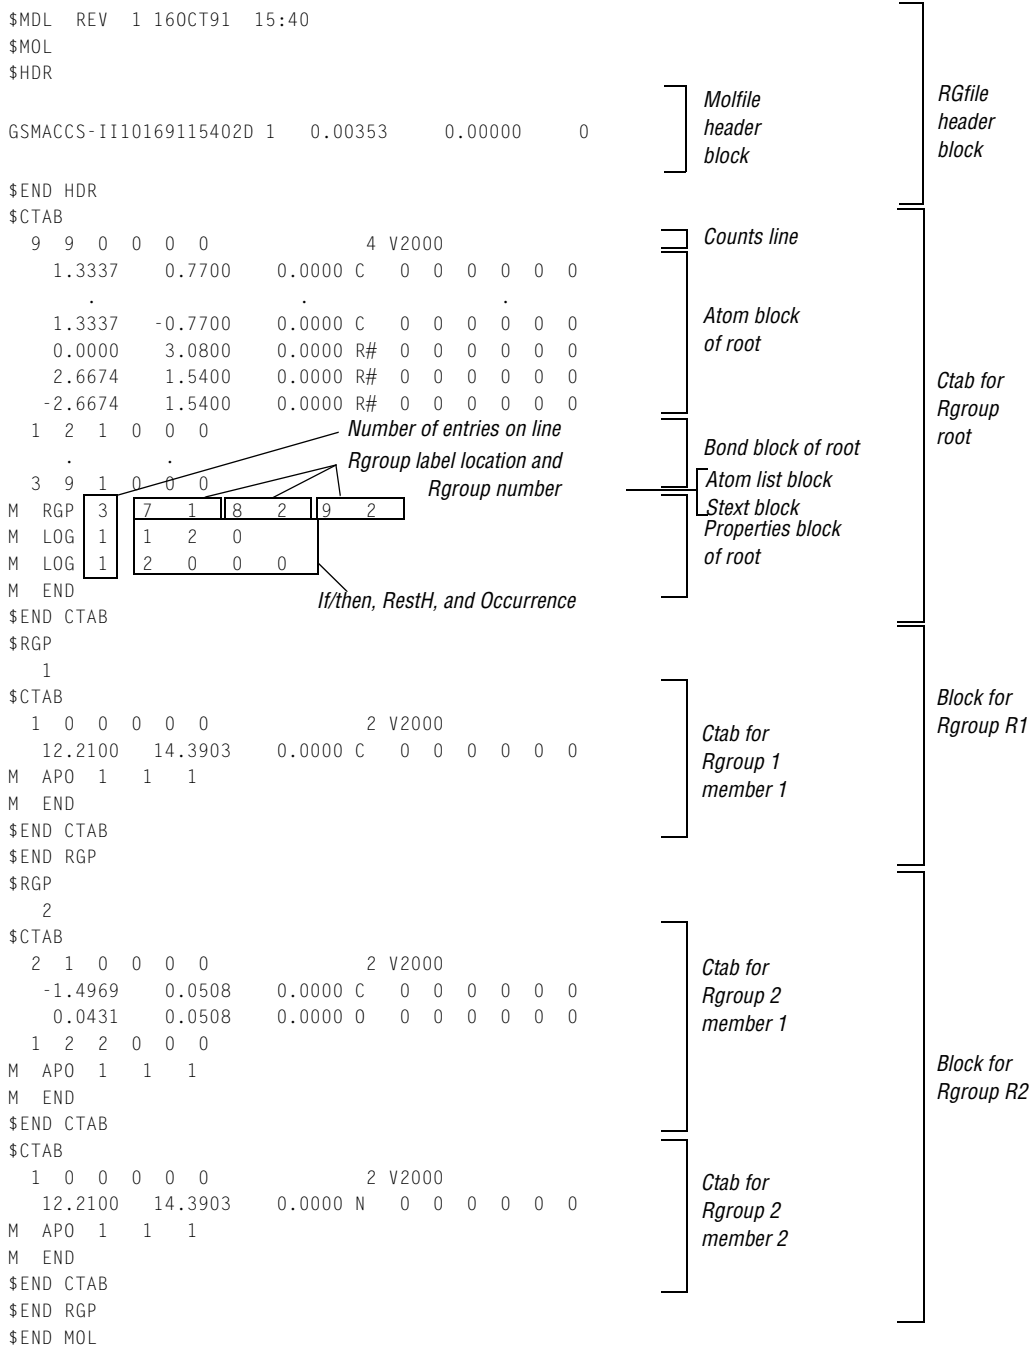 $MDL  REV  1 16OCT91  15:40
$MOL
$HDR
Molfile
header
block
RGfile
header
block
GSMACCS-II10169115402D 1   0.00353     0.00000      0
$END HDR
$CTAB
  9  9  0  0  0  0              4 V2000
Counts line
    1.3337    0.7700    0.0000 C   0  0  0  0  0  0
       .                  .                 .
    1.3337   -0.7700    0.0000 C   0  0  0  0  0  0
    0.0000    3.0800    0.0000 R#  0  0  0  0  0  0
    2.6674    1.5400    0.0000 R#  0  0  0  0  0  0
   -2.6674    1.5400    0.0000 R#  0  0  0  0  0  0
Atom block
of root
Ctab for
Rgroup
root
  1  2  1  0  0  0
     .        .
  3  9  1  0  0  0
Number of entries on line
Rgroup label location and
Rgroup number
Bond block of root
Atom list block
Stext block
Properties block
of root
M  RGP  3   7   1   8   2   9   2
M  LOG  1   1   2   0
M  LOG  1   2   0   0   0
M  END
If/then, RestH, and Occurrence
$END CTAB
$RGP
   1
$CTAB
  1  0  0  0  0  0              2 V2000
   12.2100   14.3903    0.0000 C   0  0  0  0  0  0
M  APO  1   1   1
M  END
$END CTAB
$END RGP
Ctab for
Rgroup 1
member 1
Block for
Rgroup R1
$RGP
   2
$CTAB
  2  1  0  0  0  0              2 V2000
   -1.4969    0.0508    0.0000 C   0  0  0  0  0  0
    0.0431    0.0508    0.0000 O   0  0  0  0  0  0
  1  2  2  0  0  0
M  APO  1   1   1
M  END
$END CTAB
Ctab for
Rgroup 2
member 1
Block for
Rgroup R2
$CTAB
  1  0  0  0  0  0              2 V2000
   12.2100   14.3903    0.0000 N   0  0  0  0  0  0
M  APO  1   1   1
M  END
$END CTAB
Ctab for
Rgroup 2
member 2
$END RGP
$END MOL